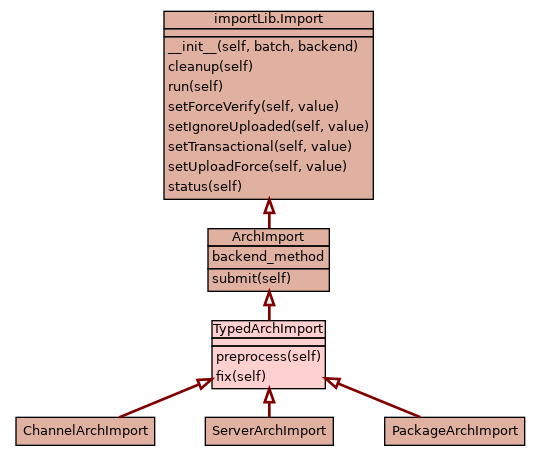 importLib.Import
__init__(self, batch, backend)
cleanup(self)
run(self)
setForceVerify(self, value)
setIgnoreUploaded(self, value)
setTransactional(self, value)
setUploadForce(self, value)
status(self)
ArchImport
backend_method
submit(self)
TypedArchImport
preprocess(self)
fix(self)
ChannelArchImport
ServerArchImport
PackageArchImport